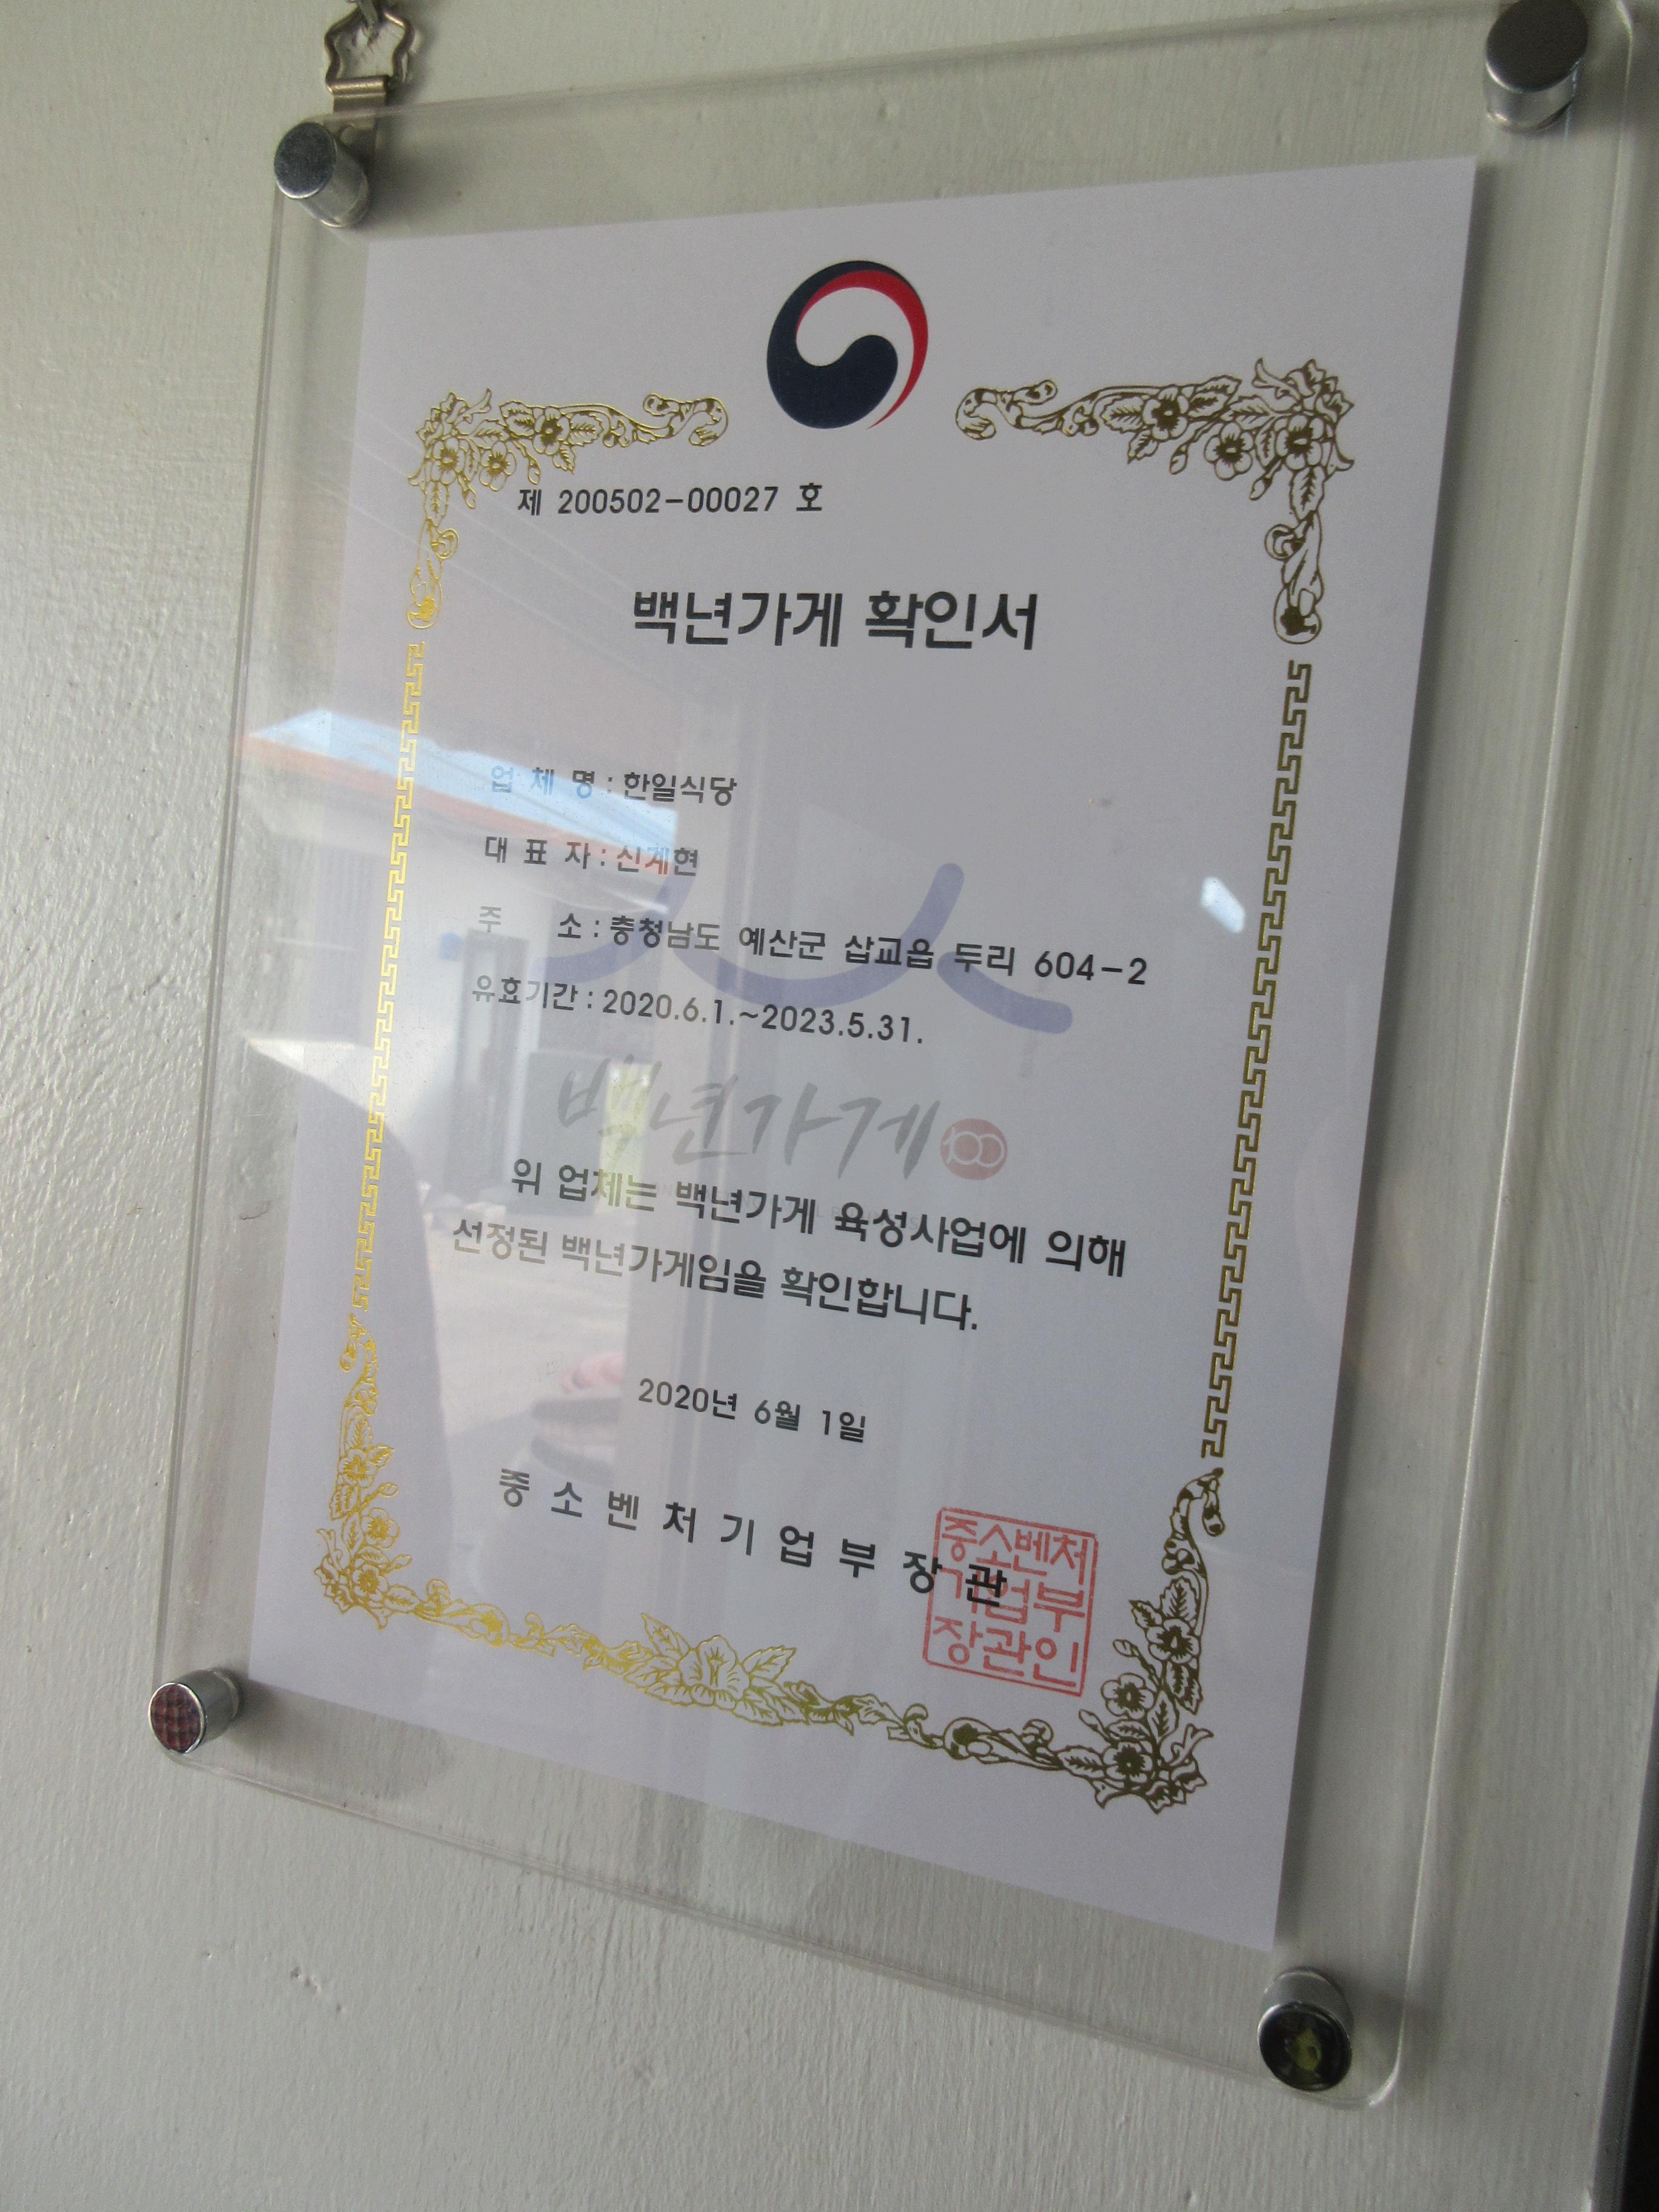 제 200502-00027 호
백년가게 확인서
업 체 명 : 한일식당
대 표 자 : 신계현
주 소 : 충청남도 예산군 삽교읍 두리 604-2
유효기간 : 2020.6.1.~2023.5.31.
백년가게 100
위 업체는 백년가게 육성사업에 의해
선정된 백년가게임을 확인합니다.
2020년 6월 1일
중소벤처기업부장관
중소벤처
기업부
장관인